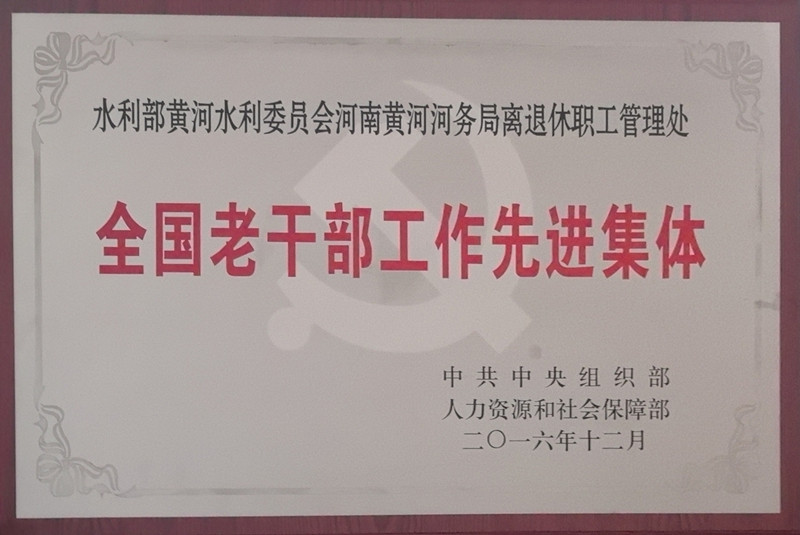 水利部黄河水利委员会河南黄河河务局离退休职工管理处
全国老干部工作先进集体
中共中央组织部
人力资源和社会保障部
二〇一六年十二月